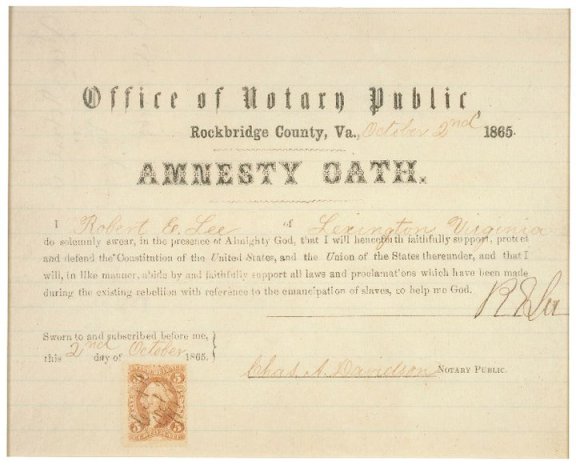 Office of Notary Public,
Rockbridge County, Va., October 2nd 1865.
AMNESTY OATH.
I Robert E. Lee of Lexington Virginia
do solemnly swear, in the presence of Almighty God, that I will henceforth faithfully support, protect
and defend the Constitution of the United States, and the Union of the States thereunder, and that I
will, in like manner, abide by and faithfully support all laws and proclamations which have been made
during the existing rebellion with reference to the emancipation of slaves, so help me God.
R E Lee
Sworn to and subscribed before me,
this 2nd day of October 1865.
Chas A. Davidson NOTARY PUBLIC.
5 5